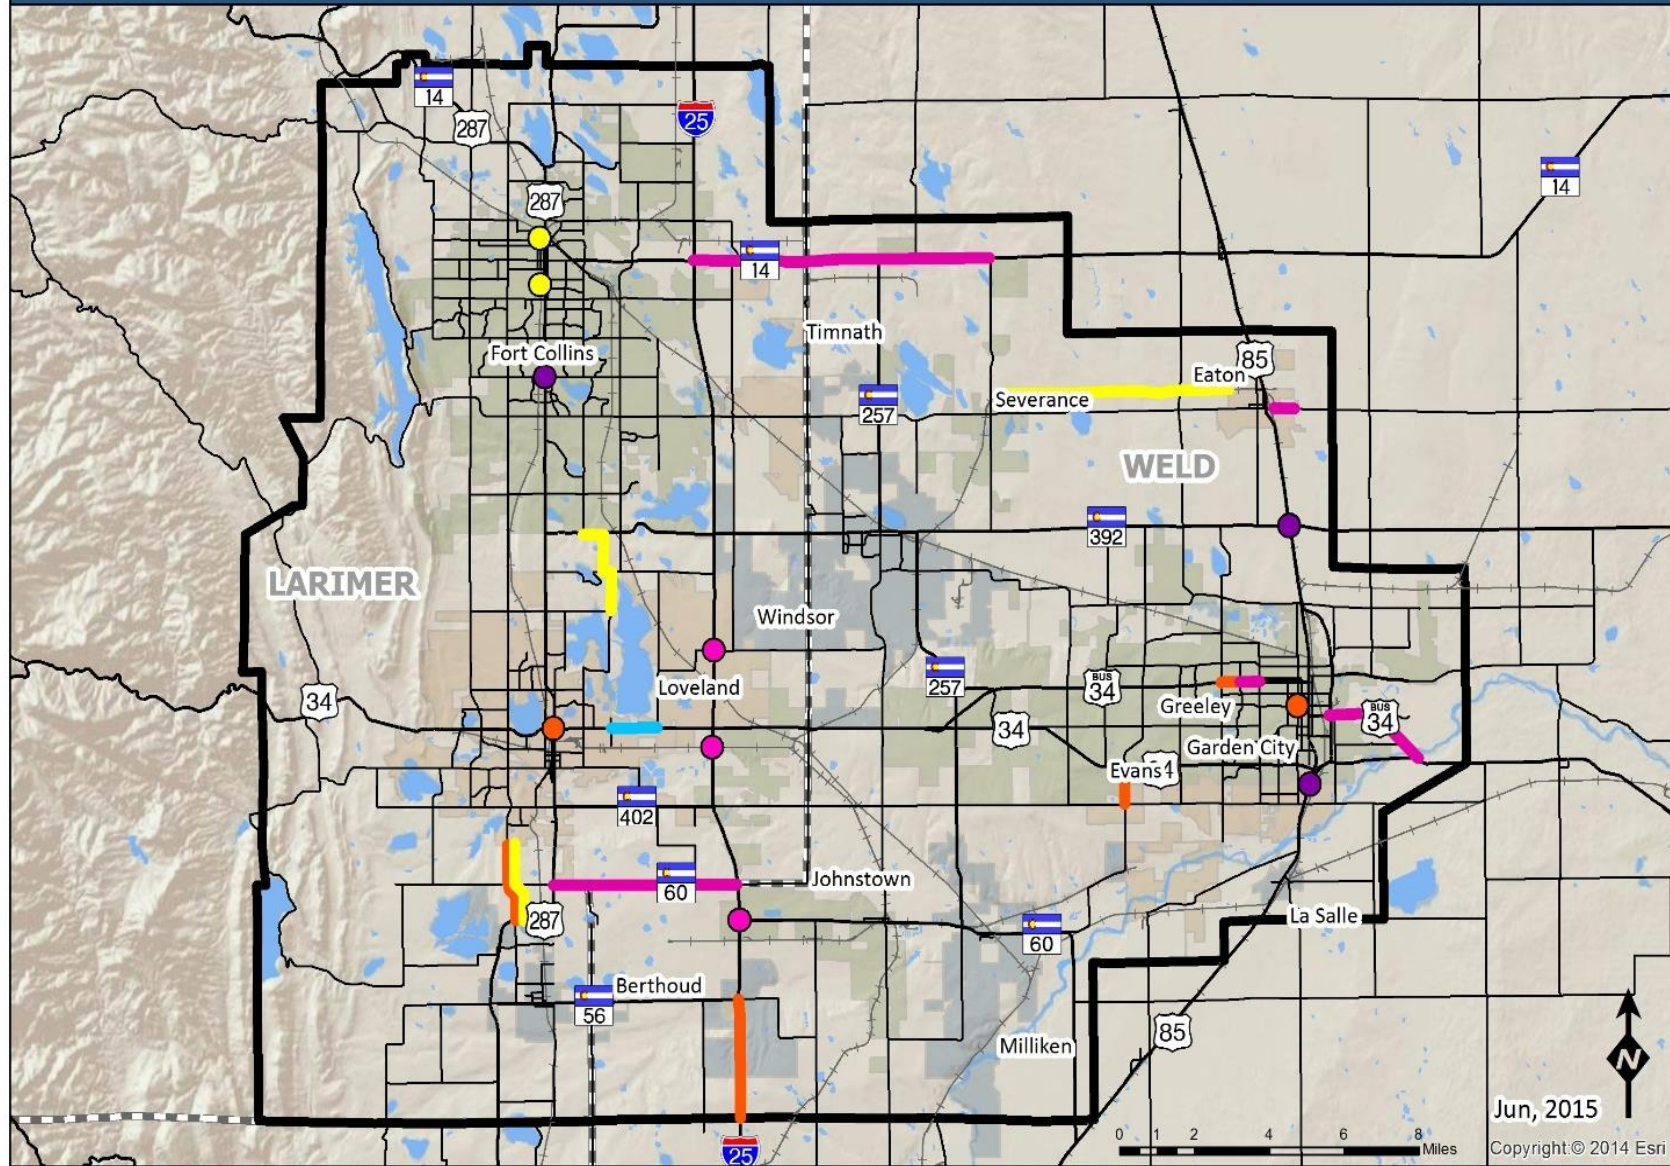 14
287
25
287
14
14
Timnath
Fort Collins
85
Eaton
Severance
257
WELD
392
LARIMER
Windsor
34
Loveland
257
BUS
34
Greeley
BUS
34
34
Garden City
Evans
402
60
Johnstown
287
La Salle
60
Berthoud
56
85
Milliken
N
Jun, 2015
0 1 2 4 6 8
Miles
Copyright:© 2014 Esri
25